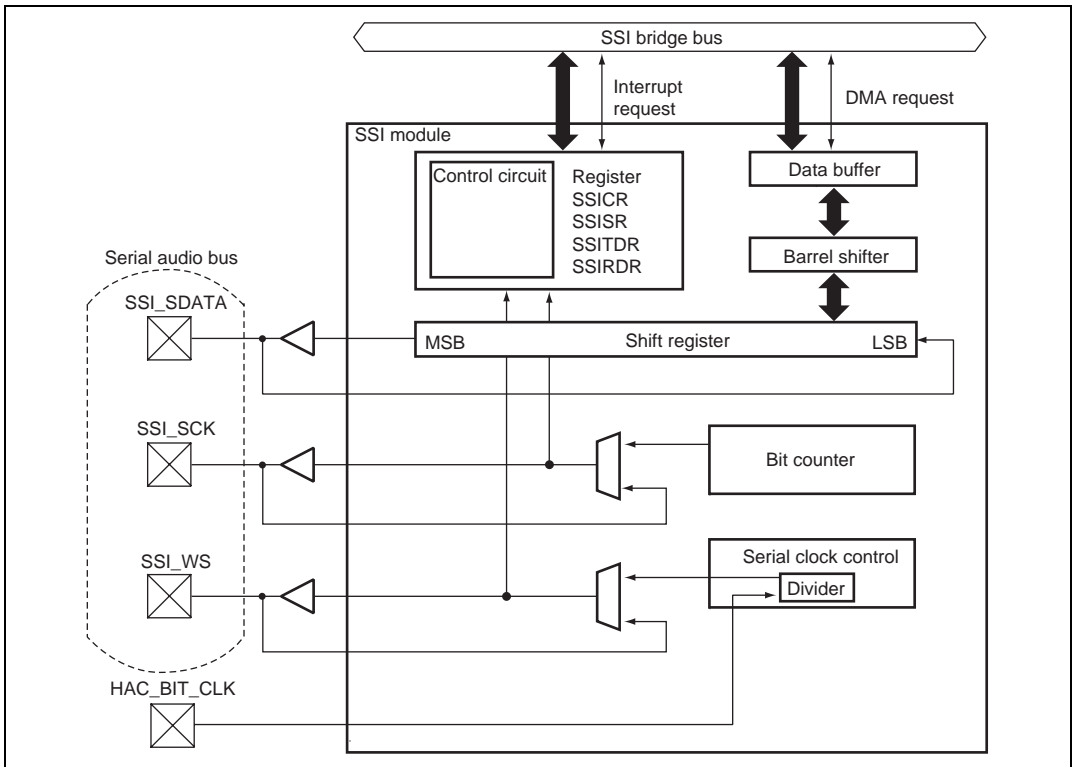 SSI bridge bus
Interrupt
request
DMA request
SSI module
Control circuit
Register
SSICR
SSISR
SSITDR
SSIRDR
Data buffer
Barrel shifter
Serial audio bus
SSI_SDATA
MSB
Shift register
LSB
SSI_SCK
Bit counter
SSI_WS
Serial clock control
Divider
HAC_BIT_CLK